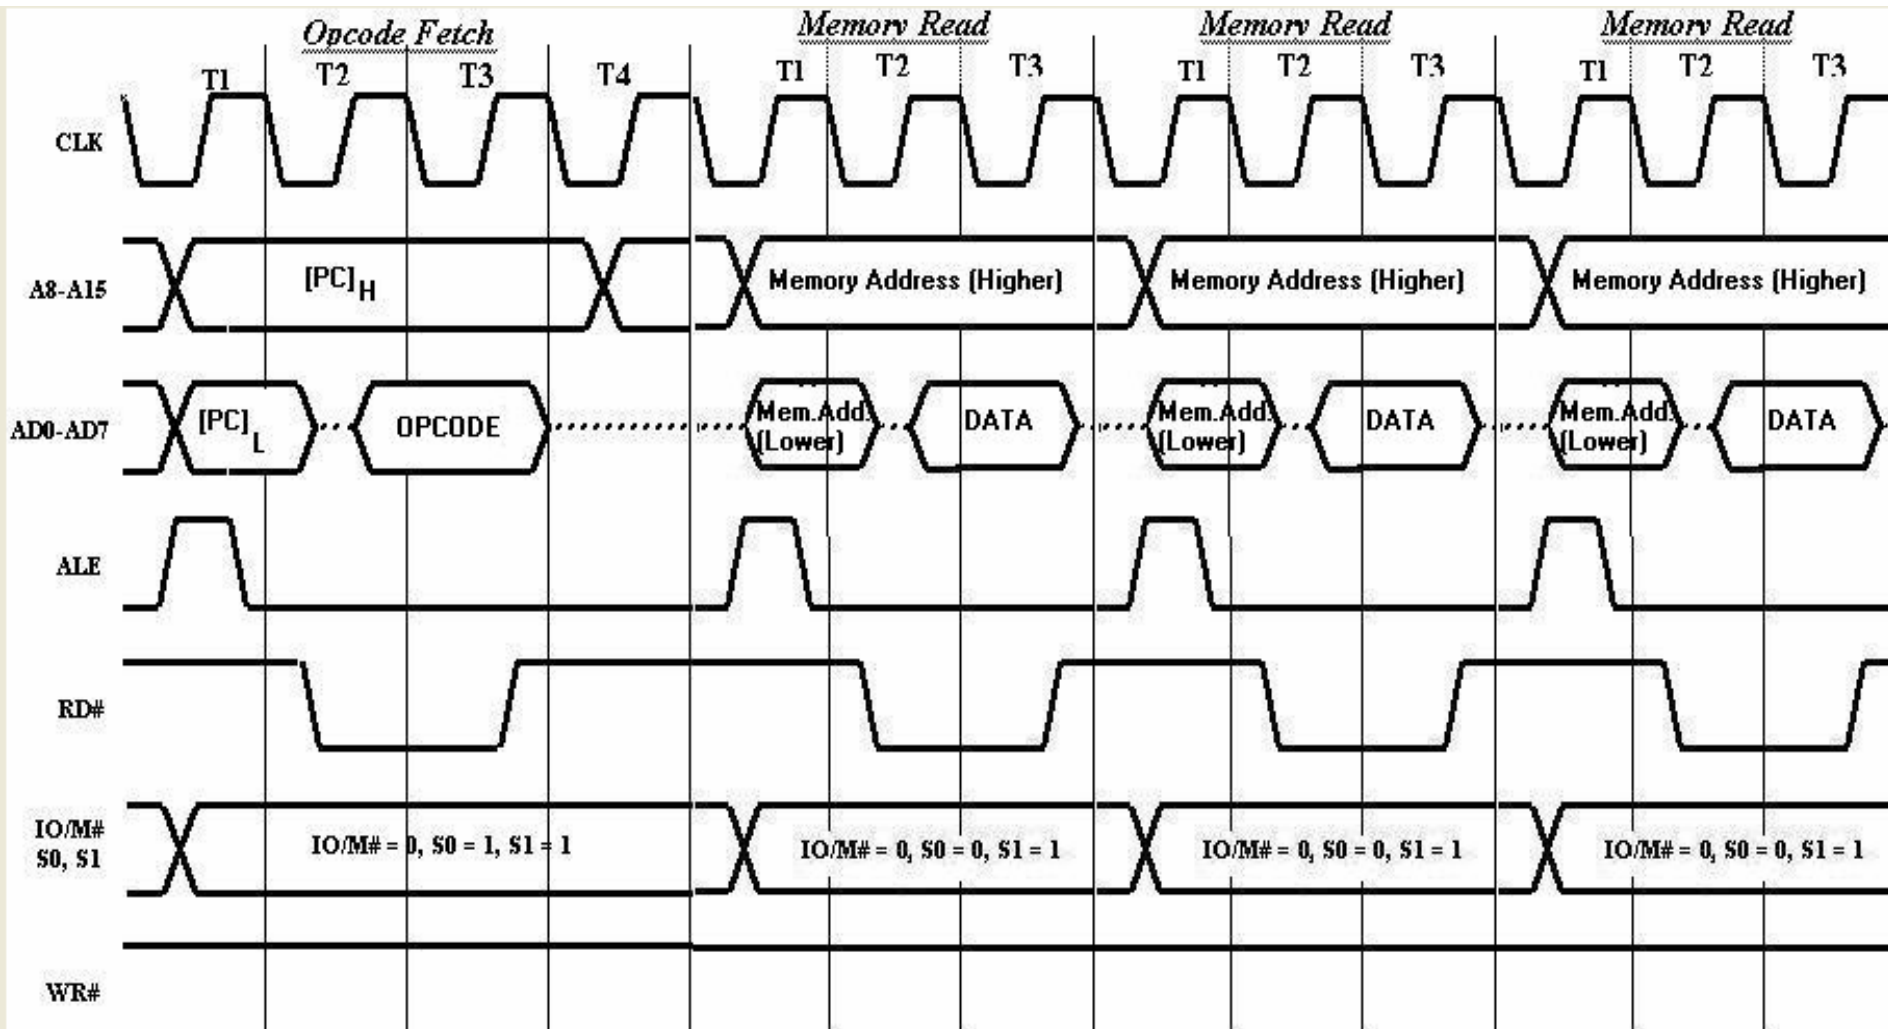 Opcode Fetch Memory Read Memory Read Memory Read
T1 T2 T3 T4 T1 T2 T3 T1 T2 T3 T1 T2 T3
CLK
A8-A15 [PC]H Memory Address (Higher) Memory Address (Higher) Memory Address (Higher)
AD0-AD7 [PC]L OPCODE Mem.Add. DATA Mem.Add. DATA Mem.Add. DATA
(Lower) (Lower) (Lower)
ALE
RD#
IO/M# IO/M# = 0, S0 = 1, S1 = 1 IO/M# = 0, S0 = 0, S1 = 1 IO/M# = 0, S0 = 0, S1 = 1 IO/M# = 0, S0 = 0, S1 = 1
S0, S1
WR#